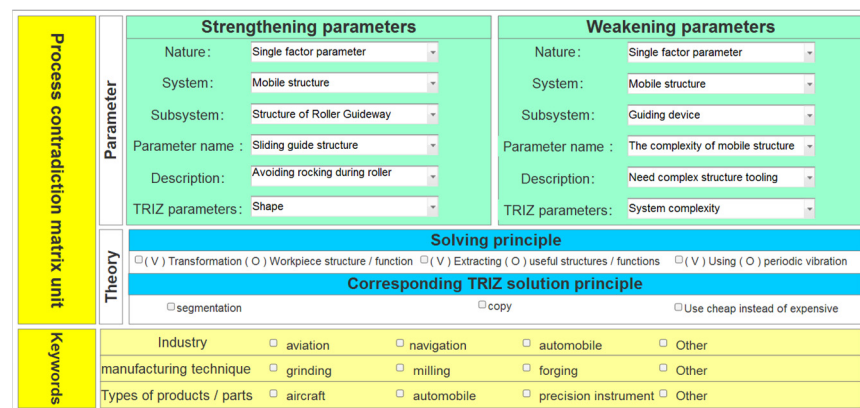 Process contradiction matrix unit
Parameter
Strengthening parameters
Nature: Single factor parameter
System: Mobile structure
Subsystem: Structure of Roller Guideway
Parameter name : Sliding guide structure
Description: Avoiding rocking during roller
TRIZ parameters: Shape
Weakening parameters
Nature: Single factor parameter
System: Mobile structure
Subsystem: Guiding device
Parameter name : The complexity of mobile structure
Description: Need complex structure tooling
TRIZ parameters: System complexity
Theory
Solving principle
( V ) Transformation ( O ) Workpiece structure / function ( V ) Extracting ( O ) useful structures / functions ( V ) Using ( O ) periodic vibration
Corresponding TRIZ solution principle
segmentation copy Use cheap instead of expensive
Keywords
Industry aviation navigation automobile Other
manufacturing technique grinding milling forging Other
Types of products / parts aircraft automobile precision instrument Other